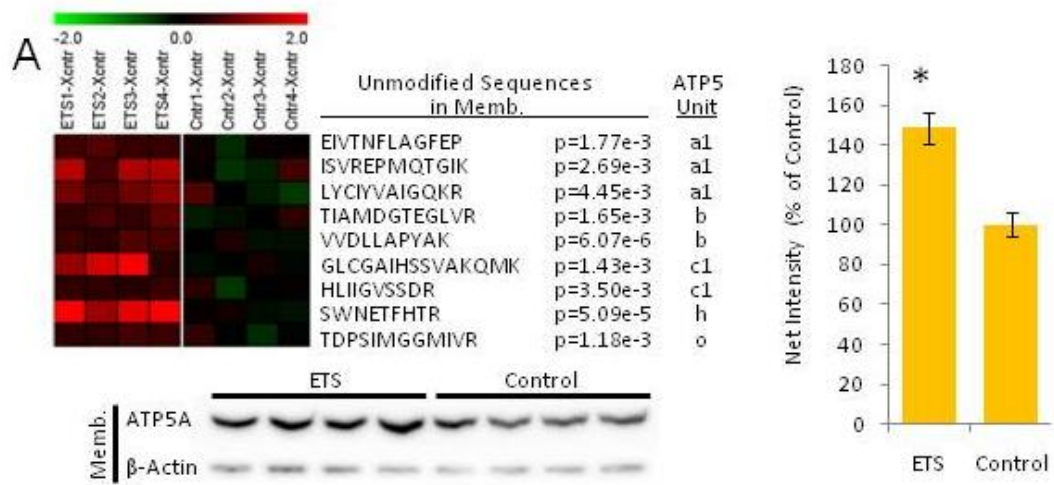 A
-2.0 0.0 2.0
ETS1-Xcntr
ETS2-Xcntr
ETS3-Xcntr
ETS4-Xcntr
Cntr1-Xcntr
Cntr2-Xcntr
Cntr3-Xcntr
Cntr4-Xcntr
Unmodified Sequences ATP5
in Memb. Unit
EIVTNFLAGFEP p=1.77e-3 a1
ISVREPMQTGIK p=2.69e-3 a1
LYCIYVAIGQKR p=4.45e-3 a1
TIAMDGTEGLVR p=1.65e-3 b
VVDLLAPYAK p=6.07e-6 b
GLCGAIHSSVAKQMK p=1.43e-3 c1
HLIIGVSSDR p=3.50e-3 c1
SWNETFHTR p=5.09e-5 h
TDPSIMGGMIVR p=1.18e-3 o
ETS Control
Memb.
ATP5A
β-Actin
Net Intensity (% of Control)
180
160
140
120
100
80
60
40
20
0
*
ETS Control